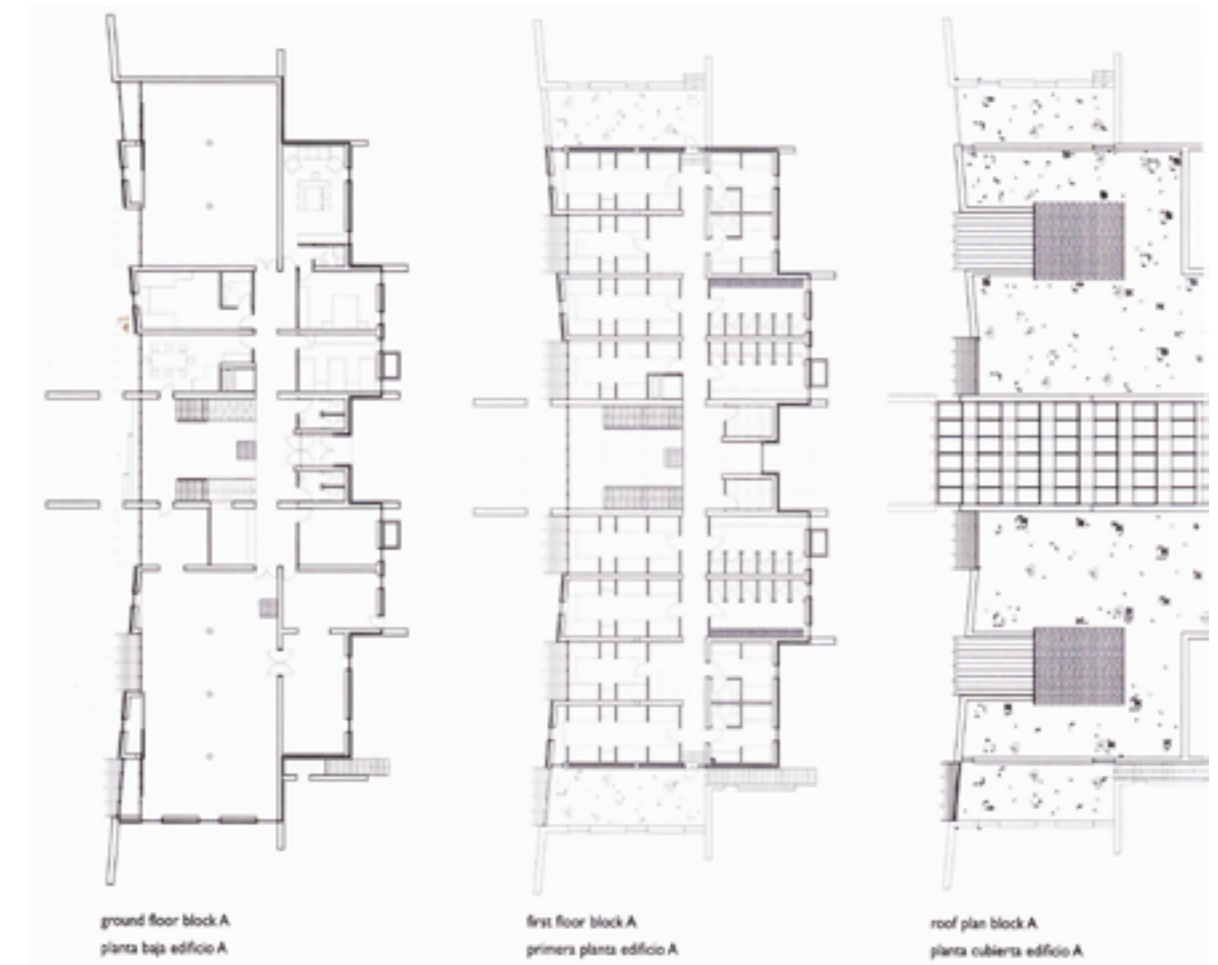 ground floor block A
planta baja edificio A
first floor block A
primera planta edificio A
roof plan block A
planta cubierta edificio A